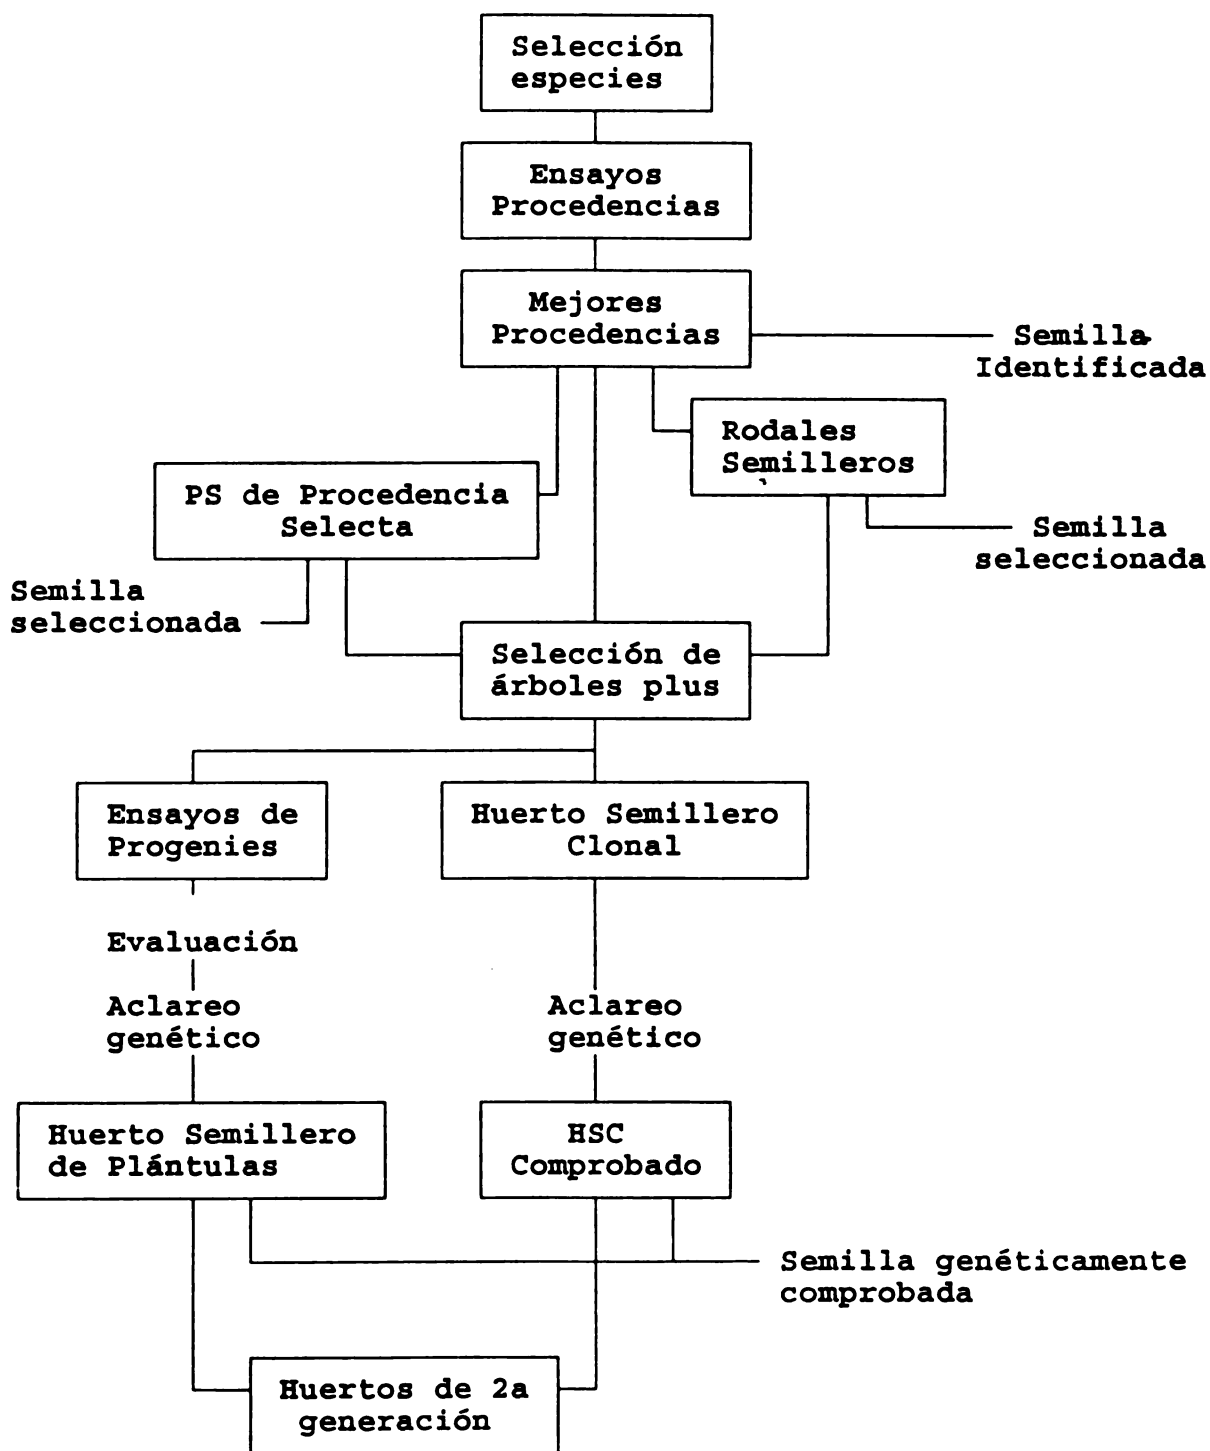 Selección
especies
Ensayos
Procedencias
Mejores
Procedencias
Semilla
Identificada
Rodales
Semilleros
PS de Procedencia
Selecta
Semilla
seleccionada
Semilla
seleccionada
Selección de
árboles plus
Ensayos de
Progenies
Huerto Semillero
Clonal
Evaluación
Aclareo
genético
Aclareo
genético
Huerto Semillero
de Plántulas
HSC
Comprobado
Semilla genéticamente
comprobada
Huertos de 2a
generación